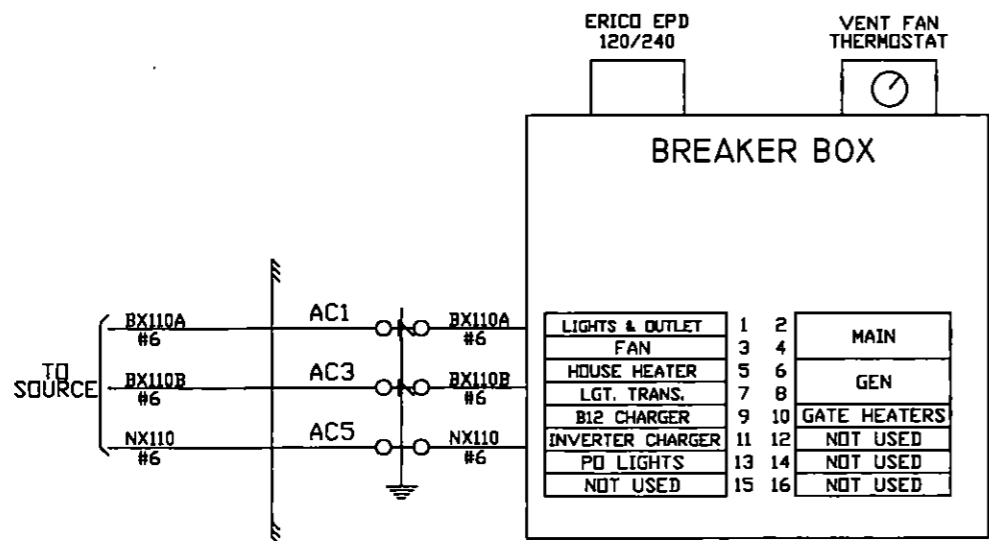 ERICO EPD
120/240
VENT FAN
THERMOSTAT
BREAKER BOX
TO
SOURCE
BX110A
#6
AC1
BX110A
#6
BX110B
#6
AC3
BX110B
#6
NX110
#6
AC5
NX110
#6
LIGHTS & OUTLET 1 2 MAIN
FAN 3 4
HOUSE HEATER 5 6 GEN
LGT. TRANS. 7 8
B12 CHARGER 9 10 GATE HEATERS
INVERTER CHARGER 11 12 NOT USED
PO LIGHTS 13 14 NOT USED
NOT USED 15 16 NOT USED